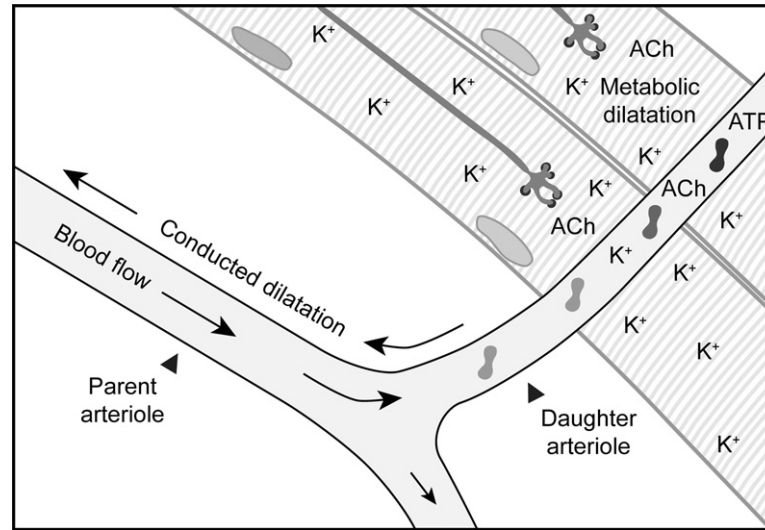 K⁺
ACh
K⁺
K⁺
K⁺
Metabolic
dilatation
ATP
K⁺
K⁺
K⁺
K⁺
ACh
ACh
K⁺
K⁺
K⁺
Blood flow
Conducted dilatation
K⁺
K⁺
Parent
arteriole
Daughter
arteriole
K⁺